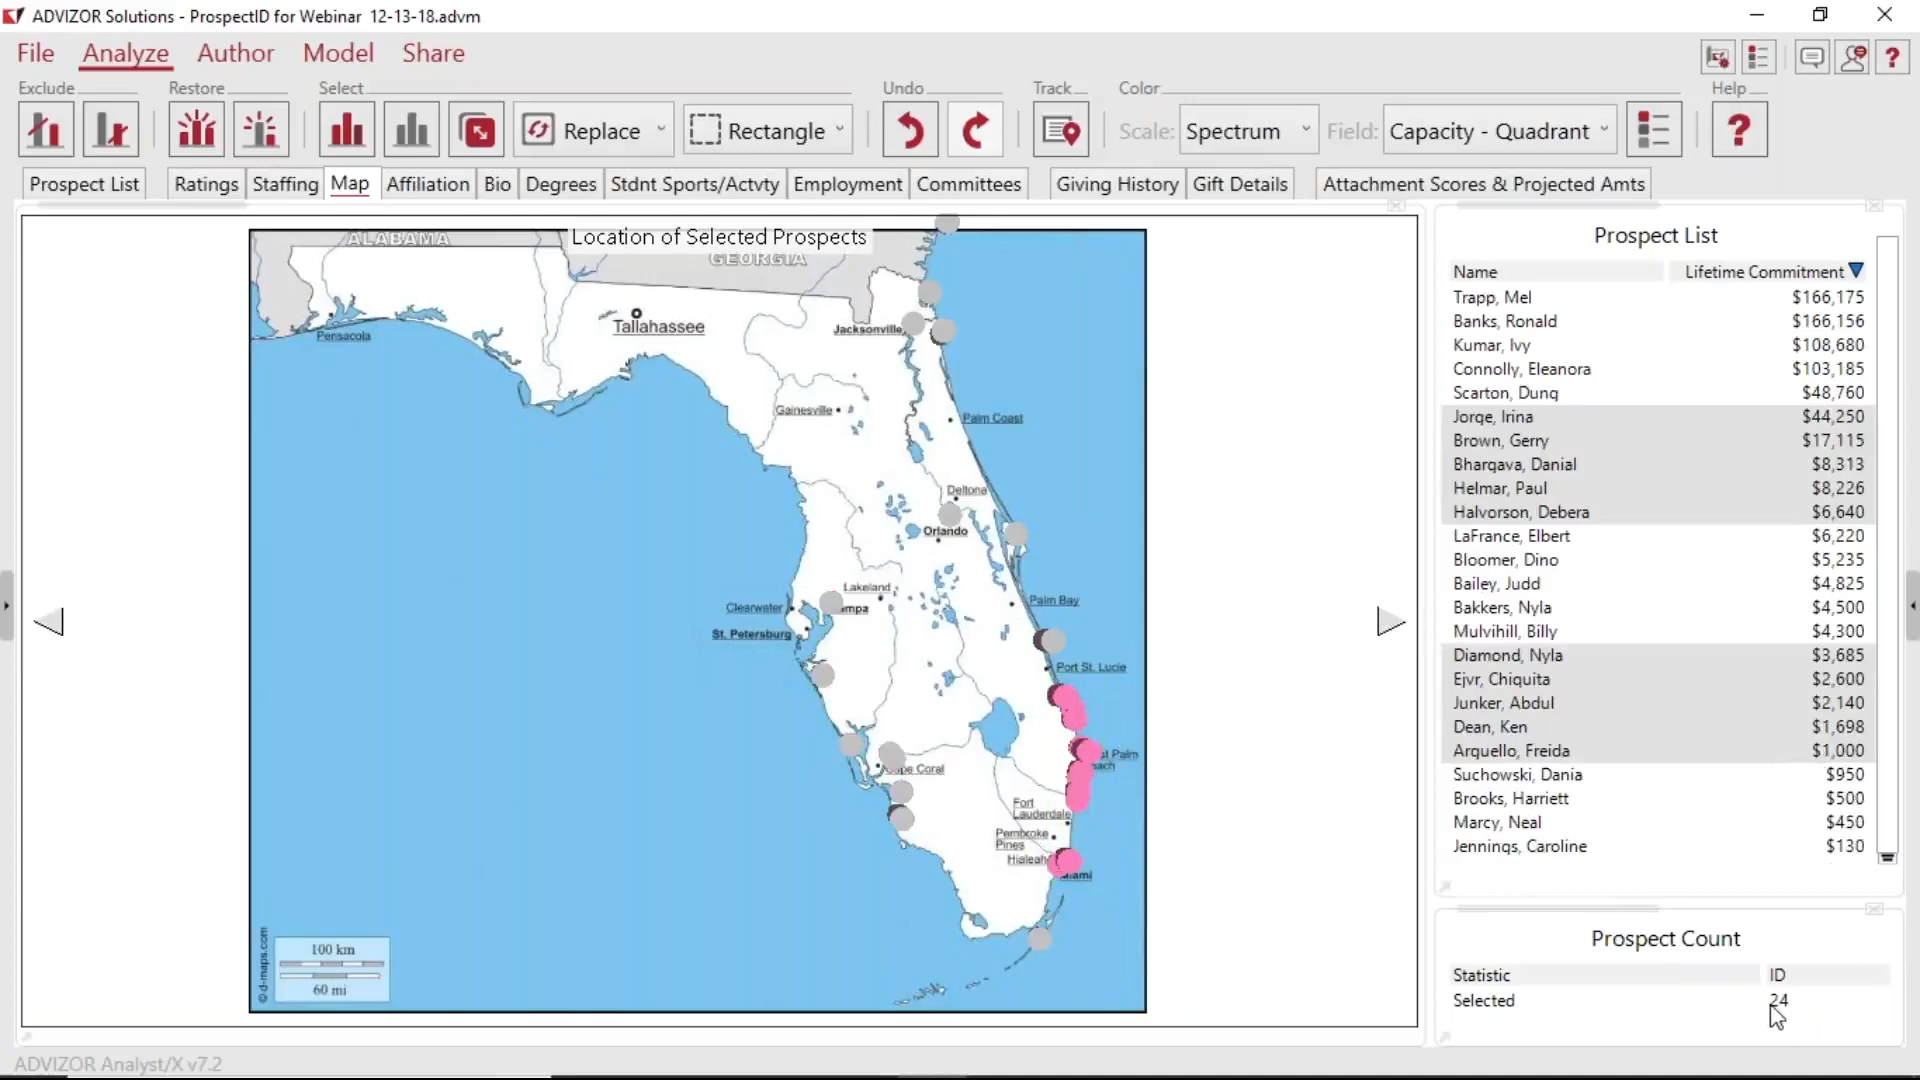 ADVIZOR Solutions - ProspectID for Webinar 12-13-18.advm
File Analyze Author Model Share
Exclude Restore Select Undo Track Color Help
Replace Rectangle Scale: Spectrum Field: Capacity - Quadrant
Prospect List Ratings Staffing Map Affiliation Bio Degrees Stdnt Sports/Actvty Employment Committees Giving History Gift Details Attachment Scores & Projected Amts
Location of Selected Prospects
ALABAMA
GEORGIA
Pensacola
Tallahassee
Jacksonville
Gainesville
Palm Coast
Deltona
Orlando
Lakeland
Clearwater
mpa
Palm Bay
St. Petersburg
Port St. Lucie
st Palm
ach
Cape Coral
Fort
Lauderdale
Pembroke
Pines
Hialeah
Miami
100 km
60 mi
© d-maps.com
Prospect List
Name Lifetime Commitment
Trapp, Mel $166,175
Banks, Ronald $166,156
Kumar, Ivy $108,680
Connolly, Eleanora $103,185
Scarton, Dung $48,760
Jorge, Irina $44,250
Brown, Gerry $17,115
Bhargava, Danial $8,313
Helmar, Paul $8,226
Halvorson, Debera $6,640
LaFrance, Elbert $6,220
Bloomer, Dino $5,235
Bailey, Judd $4,825
Bakkers, Nyla $4,500
Mulvihill, Billy $4,300
Diamond, Nyla $3,685
Ejvr, Chiquita $2,600
Junker, Abdul $2,140
Dean, Ken $1,698
Arquello, Freida $1,000
Suchowski, Dania $950
Brooks, Harriett $500
Marcy, Neal $450
Jennings, Caroline $130
Prospect Count
Statistic ID
Selected 24
ADVIZOR Analyst/X v7.2